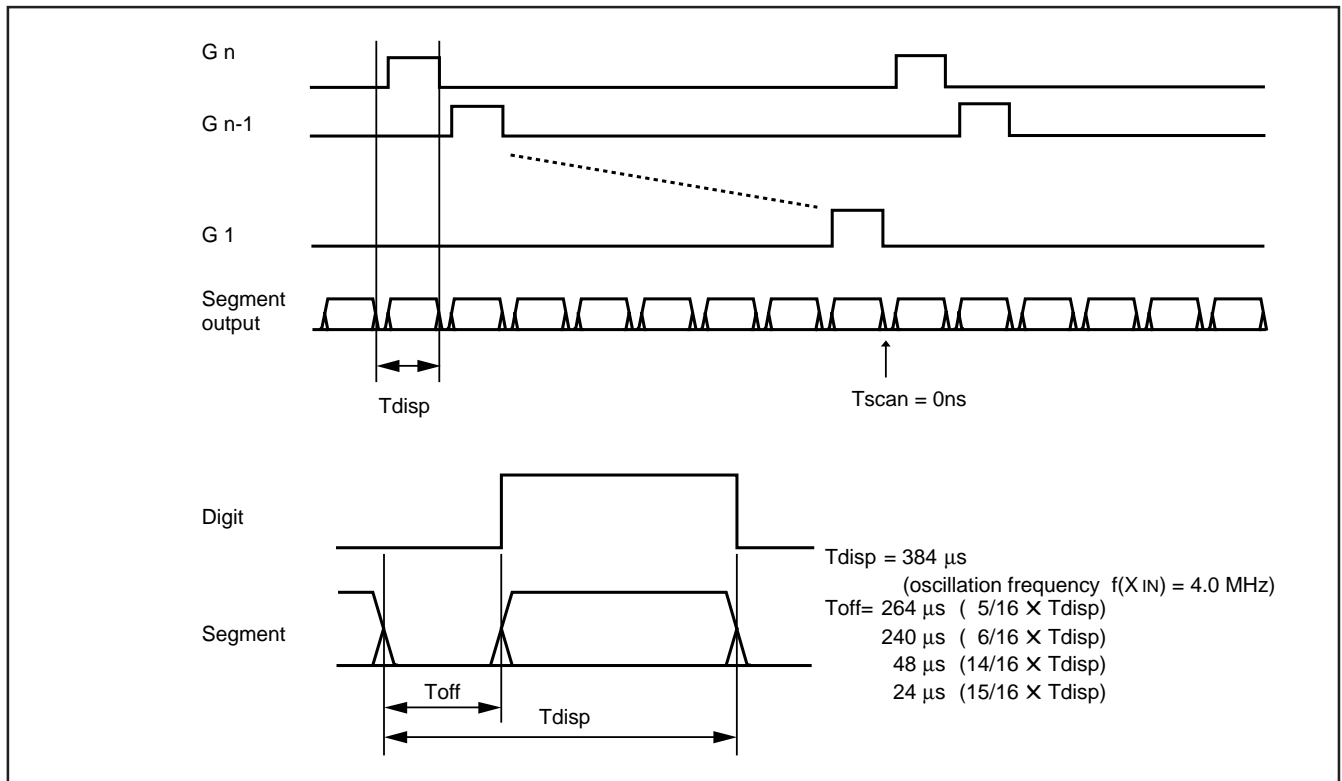 G n
G n-1
G 1
Segment
output
Tdisp
Tscan = 0ns
Digit
Tdisp = 384 µs
(oscillation frequency f(X IN) = 4.0 MHz)
Toff= 264 µs ( 5/16 × Tdisp)
240 µs ( 6/16 × Tdisp)
48 µs (14/16 × Tdisp)
24 µs (15/16 × Tdisp)
Segment
Toff
Tdisp